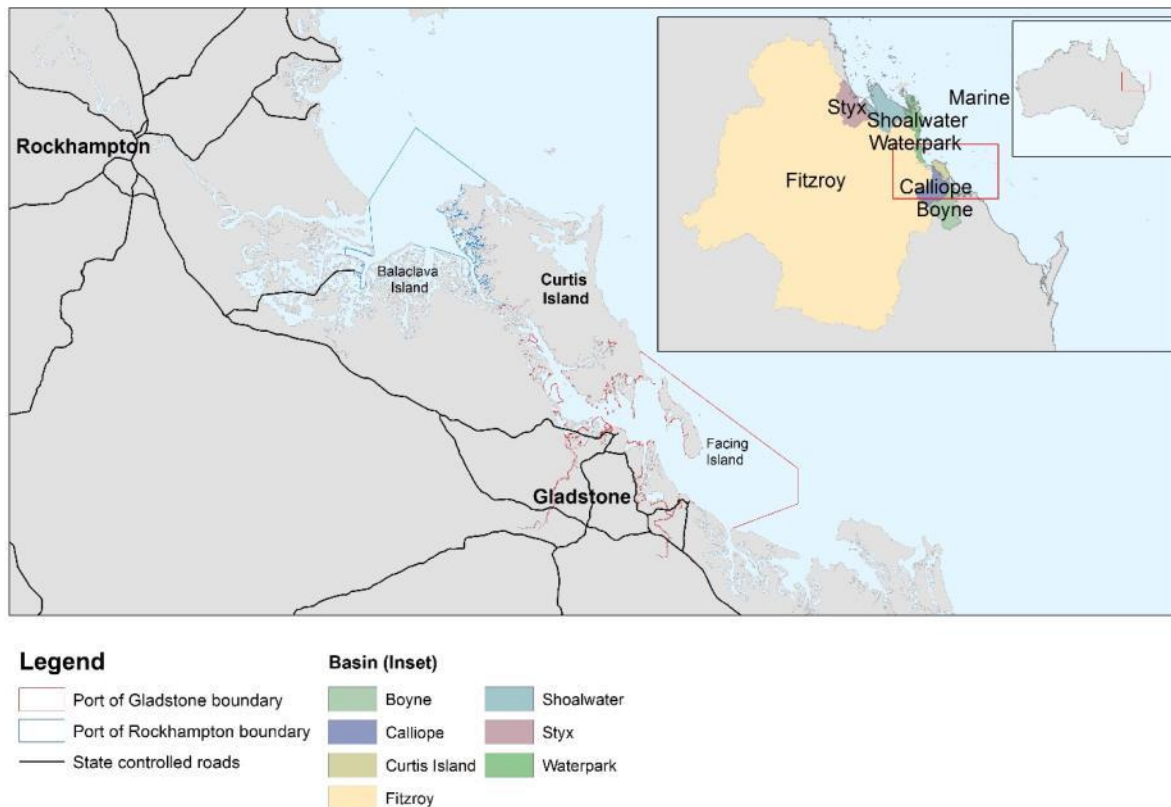 Rockhampton
Balaclava
Island
Curtis
Island
Facing
Island
Gladstone
Styx
Shoalwater
Waterpark
Marine
Fitzroy
Calliope
Boyne
Legend
Port of Gladstone boundary
Port of Rockhampton boundary
State controlled roads
Basin (Inset)
Boyne
Calliope
Curtis Island
Fitzroy
Shoalwater
Styx
Waterpark